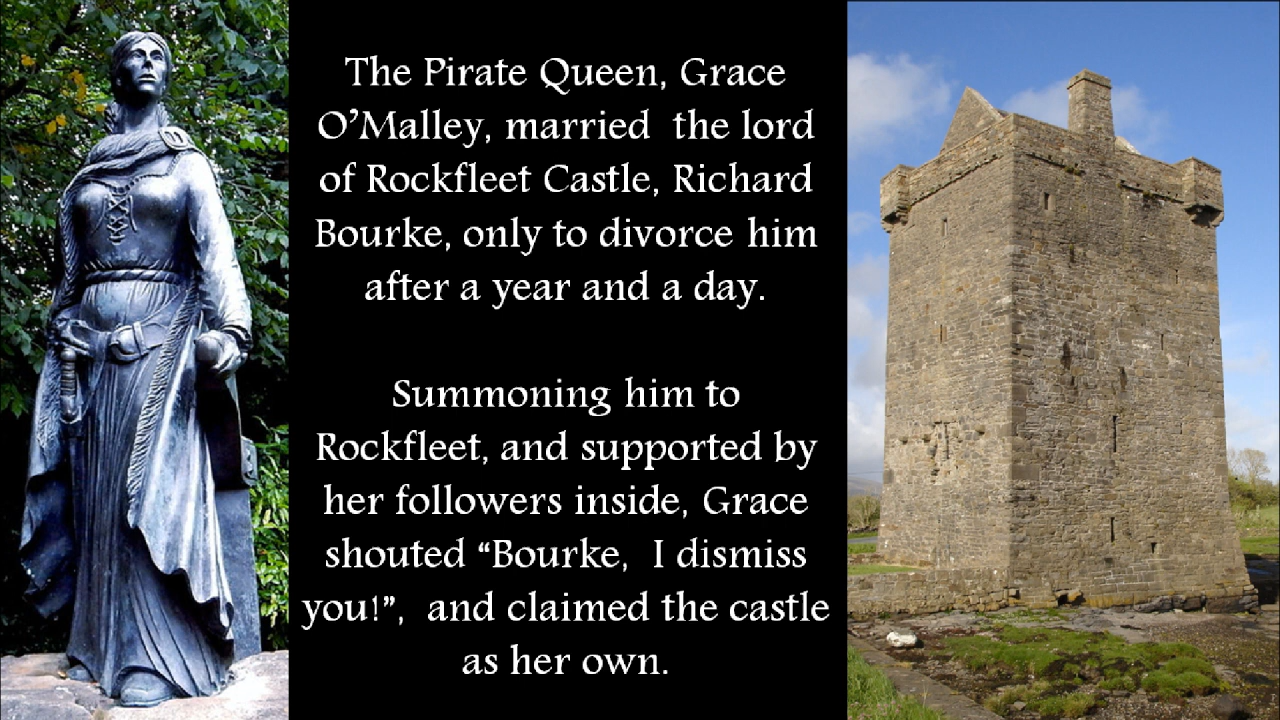 The Pirate Queen, Grace
O’Malley, married  the lord
of Rockfleet Castle, Richard
Bourke, only to divorce him
after a year and a day.
Summoning him to
Rockfleet, and supported by
her followers inside, Grace
shouted “Bourke,  I dismiss
you!”,  and claimed the castle
as her own.